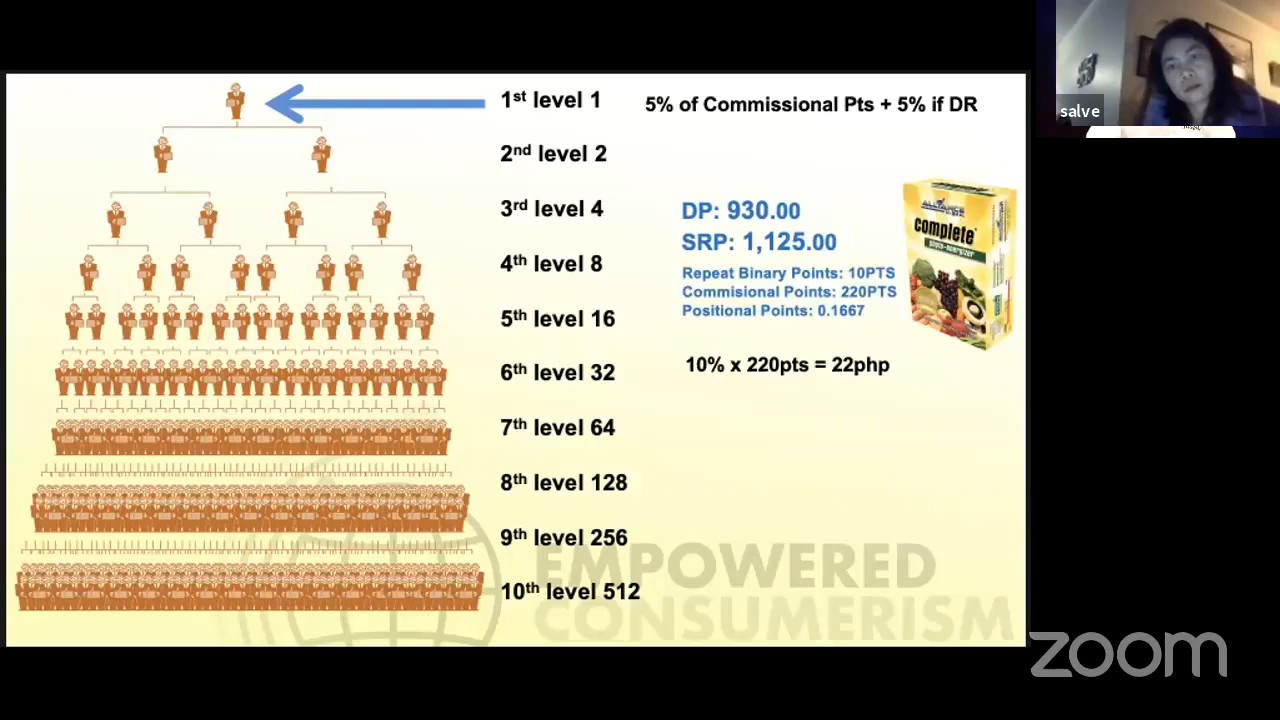 1st level 1
5% of Commissional Pts + 5% if DR
2nd level 2
3rd level 4
4th level 8
5th level 16
6th level 32
7th level 64
8th level 128
9th level 256
10th level 512
DP: 930.00
SRP: 1,125.00
Repeat Binary Points: 10PTS
Commisional Points: 220PTS
Positional Points: 0.1667
10% x 220pts = 22php
ALLIANCE
complete
phyto-energizer
EMPOWERED
CONSUMERISM
salve
zoom